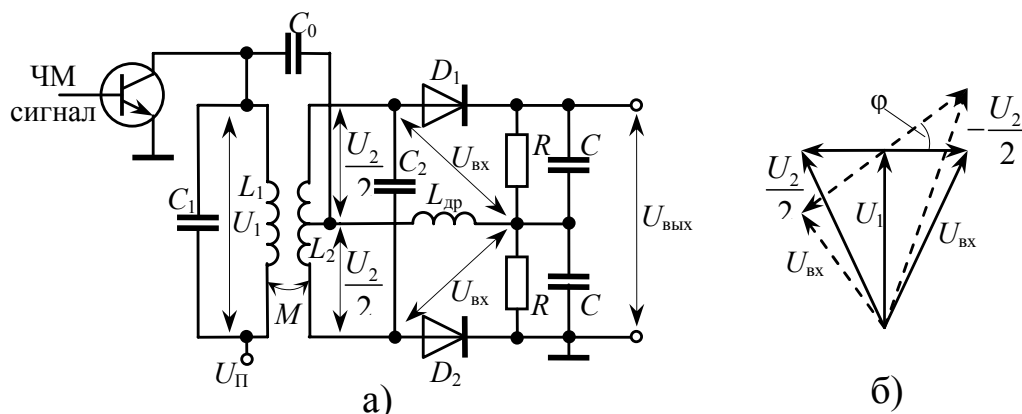 ЧМ
сигнал
C₀
D₁
C₁
L₁
U₁
U₂/2
C₂
Uвх
R
C
Lдр
Uвых
L₂
U₂/2
Uвх
R
C
M
D₂
UП
а)
φ
−U₂/2
U₂/2
U₁
Uвх
Uвх
б)